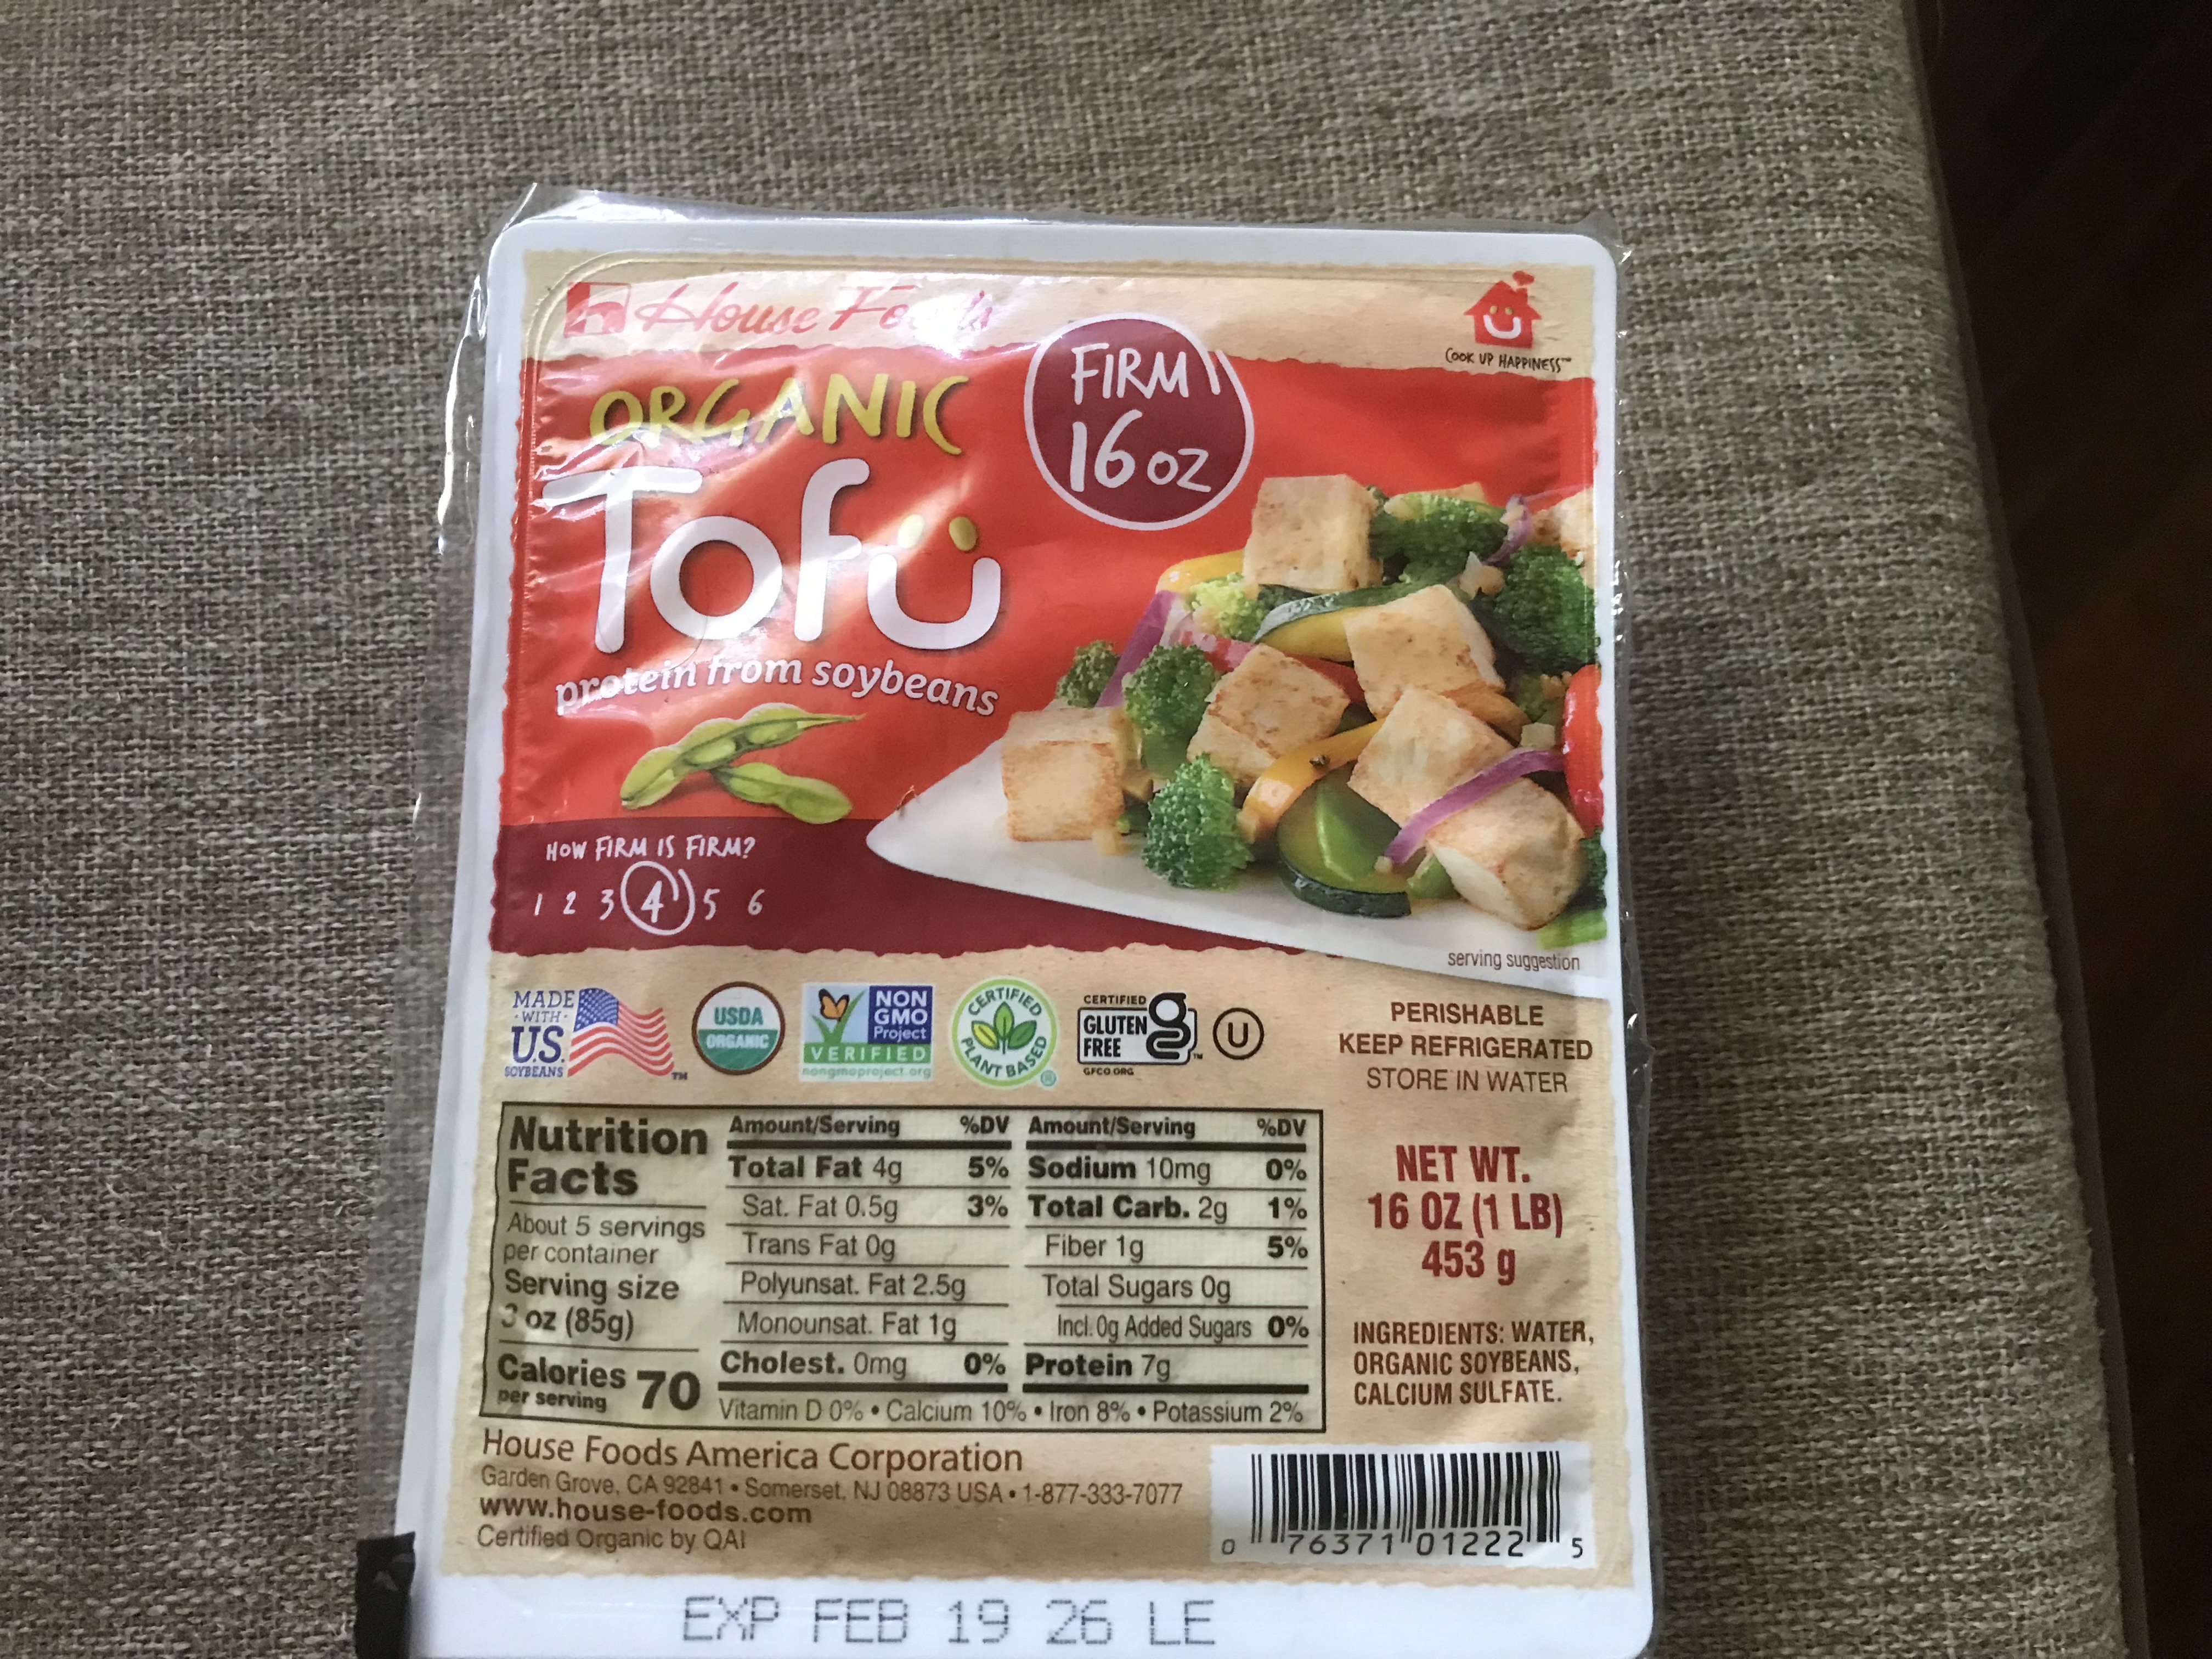 House Foods
COOK UP HAPPINESS™
FIRM
16 OZ
ORGANIC
Tofu
protein from soybeans
HOW FIRM IS FIRM?
1 2 3 4 5 6
serving suggestion
MADE
- WITH -
U.S.
SOYBEANS
TM
USDA
ORGANIC
NON
GMO
Project
VERIFIED
nongmoproject.org
CERTIFIED
PLANT BASED
®
CERTIFIED
GLUTEN
FREE
g
™
GFCO.ORG
U
PERISHABLE
KEEP REFRIGERATED
STORE IN WATER
Nutrition
Facts
About 5 servings
per container
Serving size
3 oz (85g)
Calories 70
per serving
Amount/Serving %DV
Total Fat 4g 5%
Sat. Fat 0.5g 3%
Trans Fat 0g
Polyunsat. Fat 2.5g
Monounsat. Fat 1g
Cholest. 0mg 0%
Amount/Serving %DV
Sodium 10mg 0%
Total Carb. 2g 1%
Fiber 1g 5%
Total Sugars 0g
Incl. 0g Added Sugars 0%
Protein 7g
Vitamin D 0% • Calcium 10% • Iron 8% • Potassium 2%
NET WT.
16 OZ (1 LB)
453 g
INGREDIENTS: WATER,
ORGANIC SOYBEANS,
CALCIUM SULFATE.
House Foods America Corporation
Garden Grove, CA 92841 • Somerset, NJ 08873 USA • 1-877-333-7077
www.house-foods.com
Certified Organic by QAI
0 76371 01222 5
EXP FEB 19 26 LE